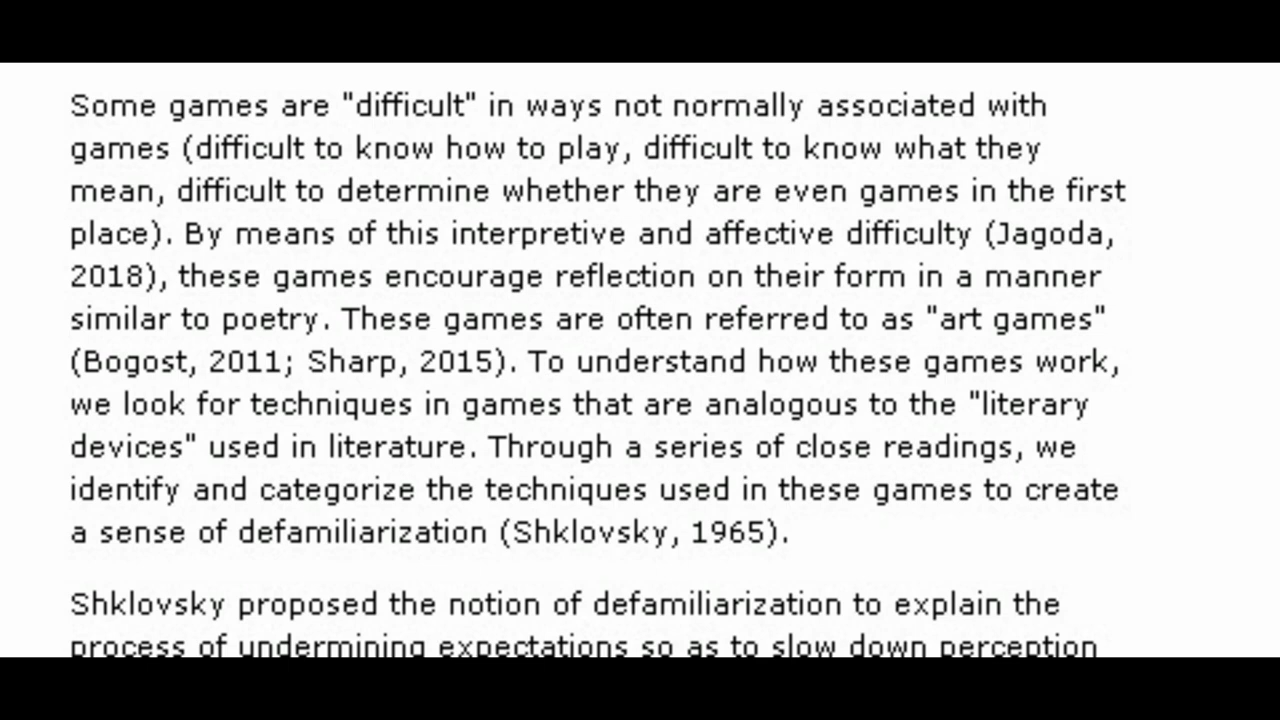 Some games are "difficult" in ways not normally associated with
games (difficult to know how to play, difficult to know what they
mean, difficult to determine whether they are even games in the first
place). By means of this interpretive and affective difficulty (Jagoda,
2018), these games encourage reflection on their form in a manner
similar to poetry. These games are often referred to as "art games"
(Bogost, 2011; Sharp, 2015). To understand how these games work,
we look for techniques in games that are analogous to the "literary
devices" used in literature. Through a series of close readings, we
identify and categorize the techniques used in these games to create
a sense of defamiliarization (Shklovsky, 1965).
Shklovsky proposed the notion of defamiliarization to explain the
process of undermining expectations so as to slow down perception